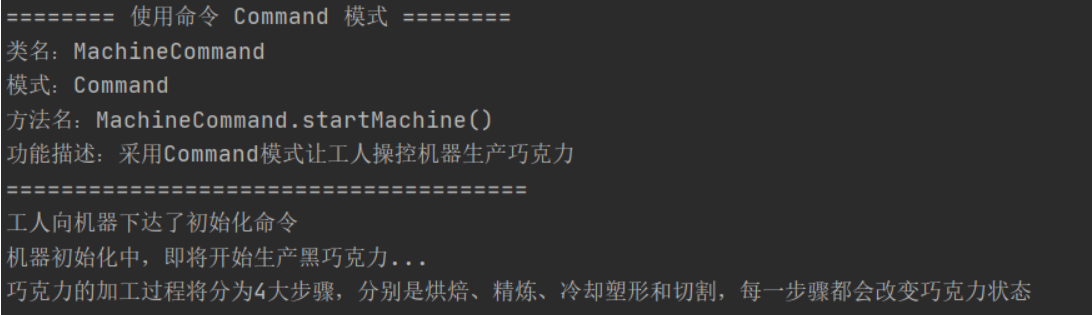 ======== 使用命令 Command 模式 ========
类名: MachineCommand
模式: Command
方法名: MachineCommand.startMachine()
功能描述: 采用Command模式让工人操控机器生产巧克力
======================================
工人向机器下达了初始化命令
机器初始化中，即将开始生产黑巧克力...
巧克力的加工过程将分为4大步骤，分别是烘焙、精炼、冷却塑形和切割，每一步骤都会改变巧克力状态